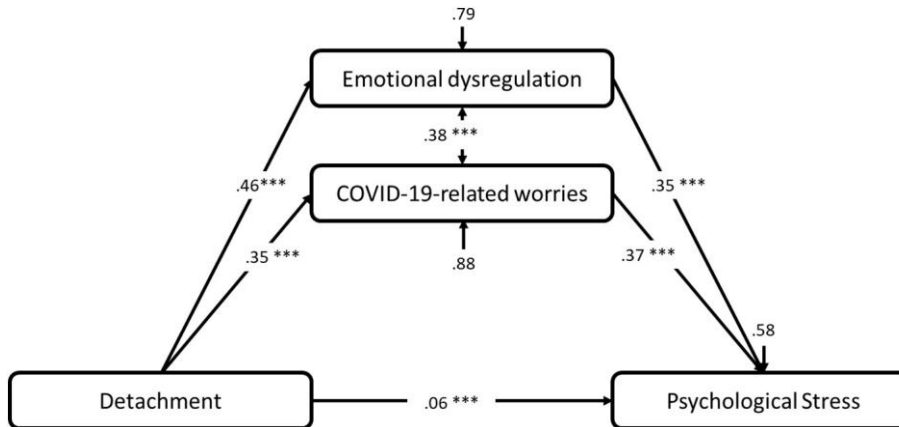 .79
Emotional dysregulation
.38 ***
.46*** .35 ***
COVID-19-related worries
.35 *** .37 ***
.88
.58
Detachment .06 *** Psychological Stress